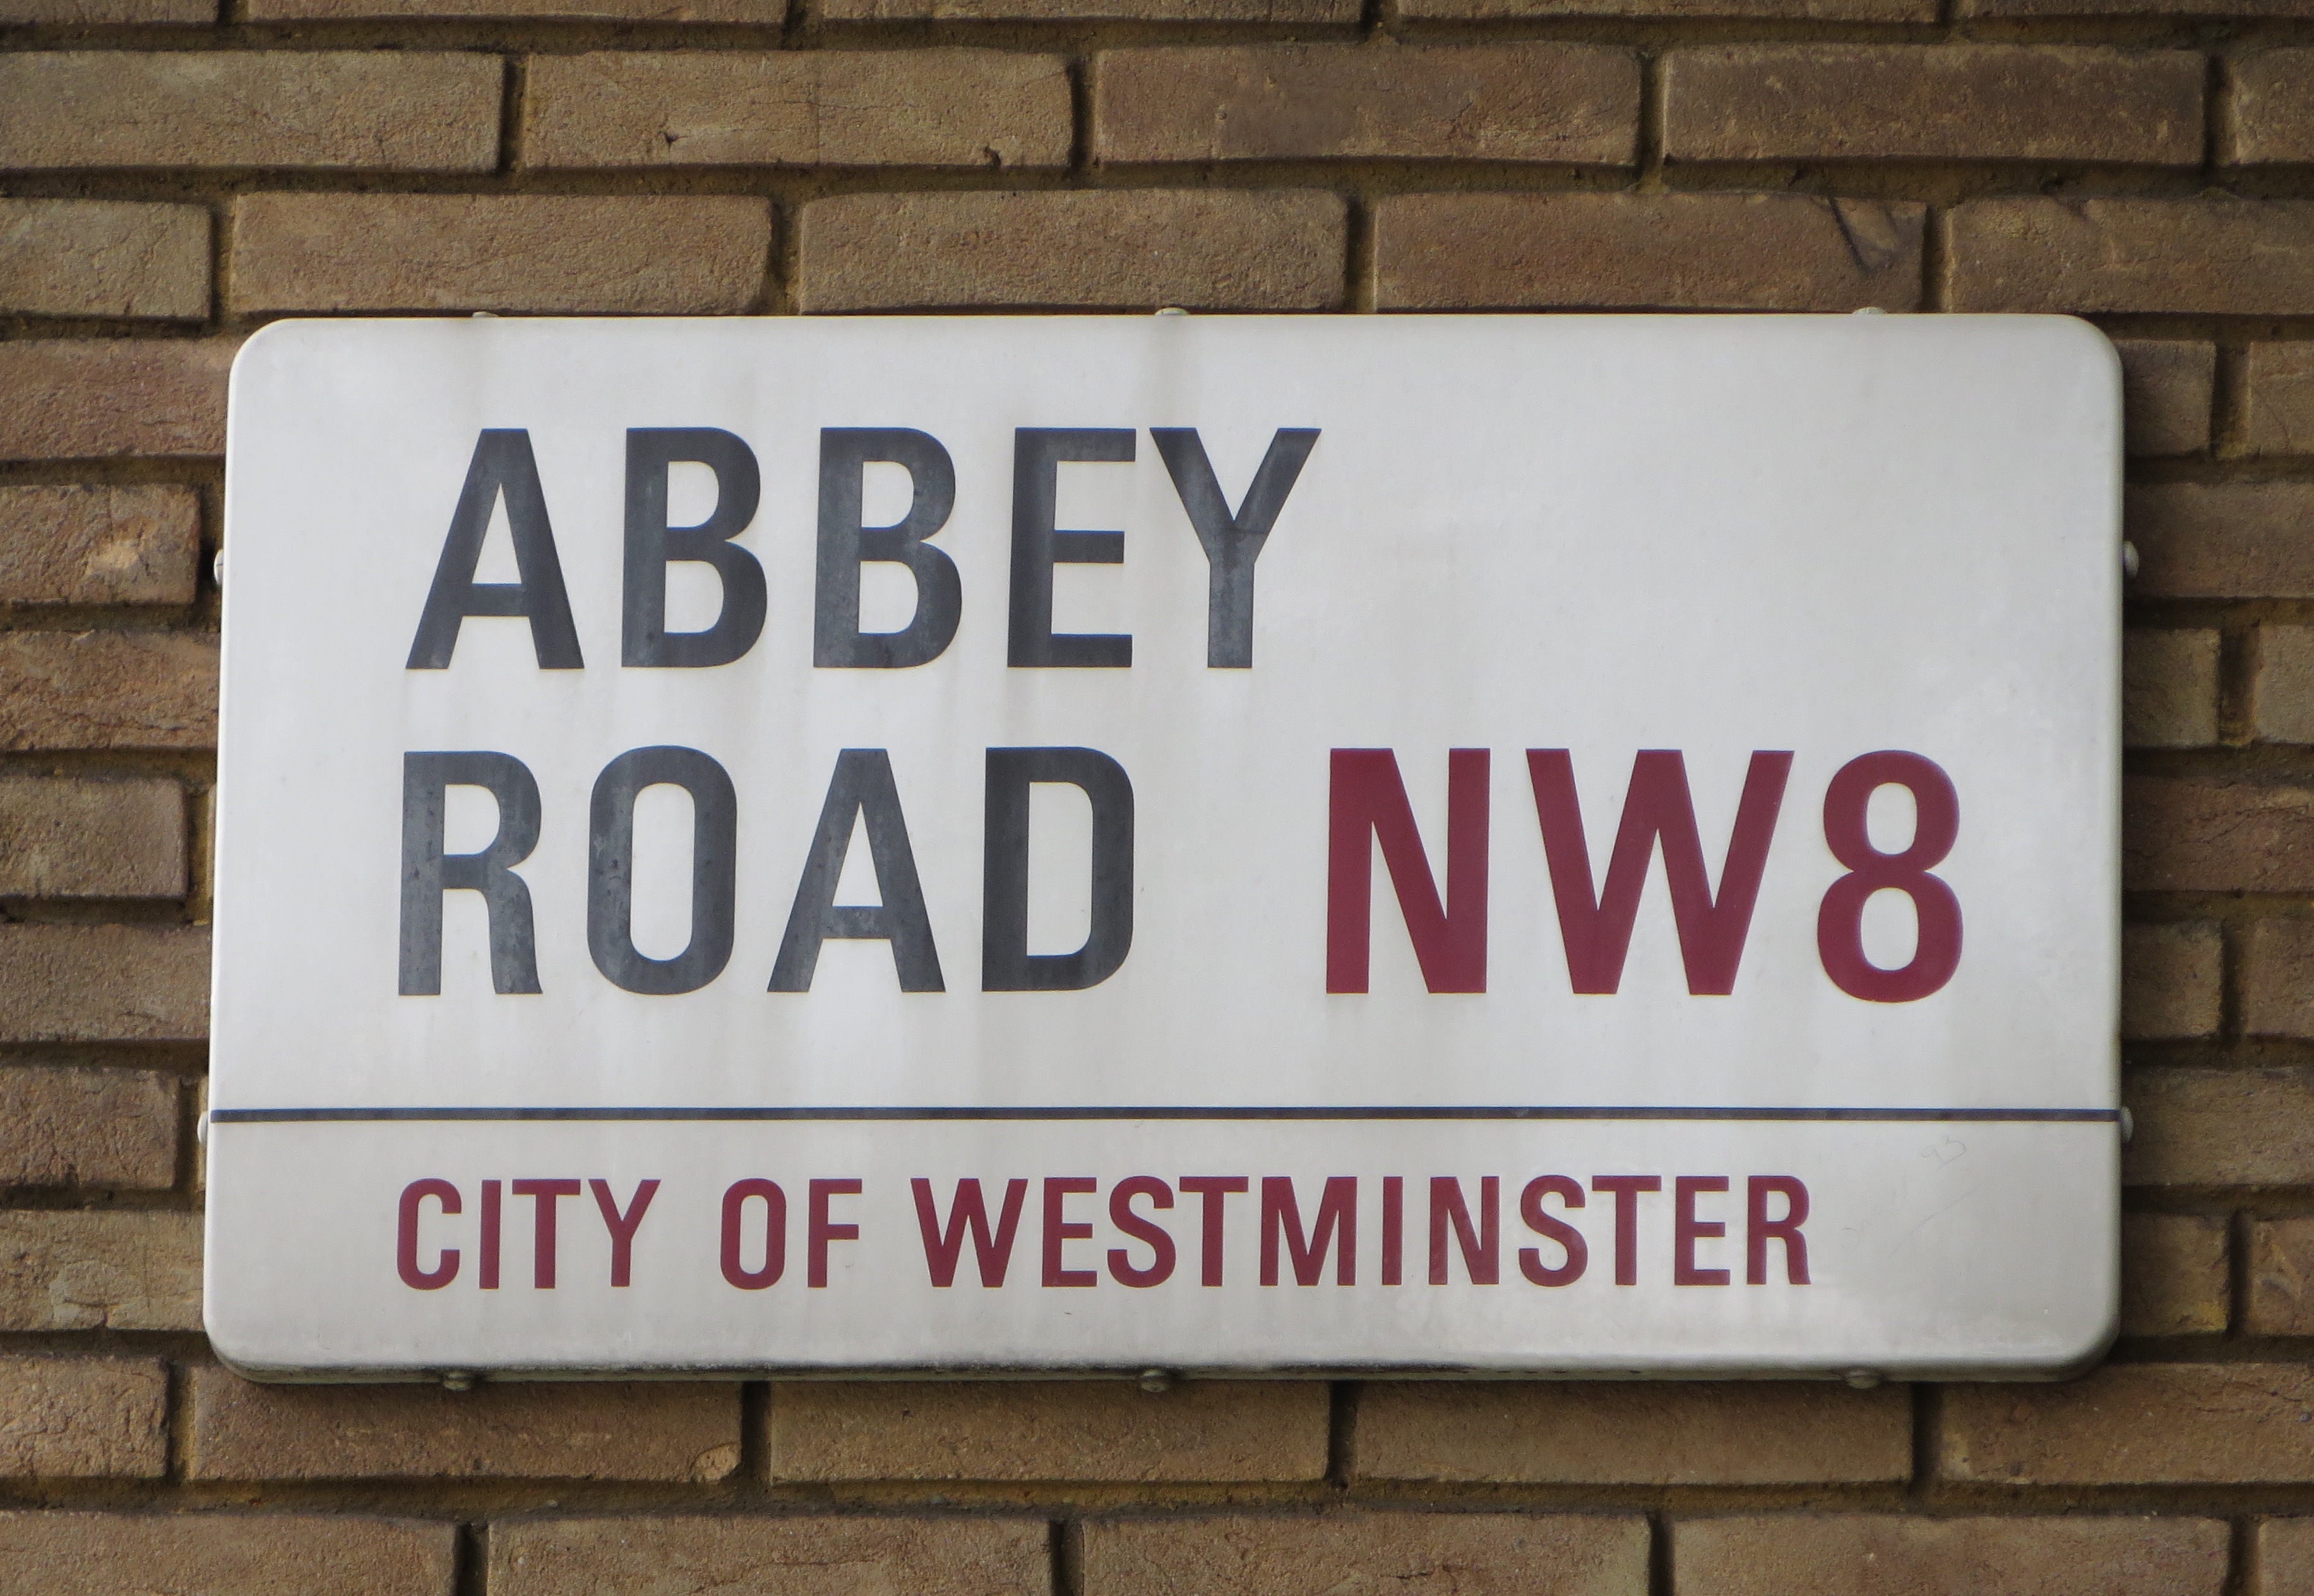 ABBEY
ROAD NW8
CITY OF WESTMINSTER